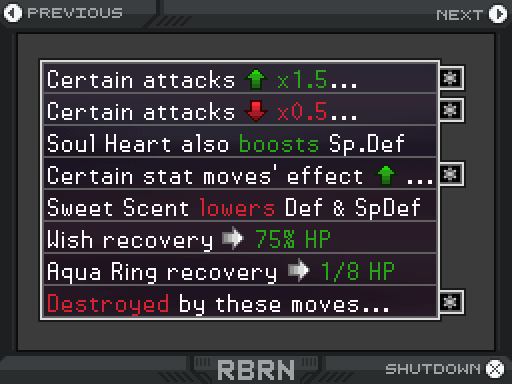 PREVIOUS
NEXT
Certain attacks ⬆ x1.5...
Certain attacks ⬇ x0.5...
Soul Heart also boosts Sp.Def
Certain stat moves' effect ⬆ ...
Sweet Scent lowers Def & SpDef
Wish recovery ➡ 75% HP
Aqua Ring recovery ➡ 1/8 HP
Destroyed by these moves...
RBRN
SHUTDOWN